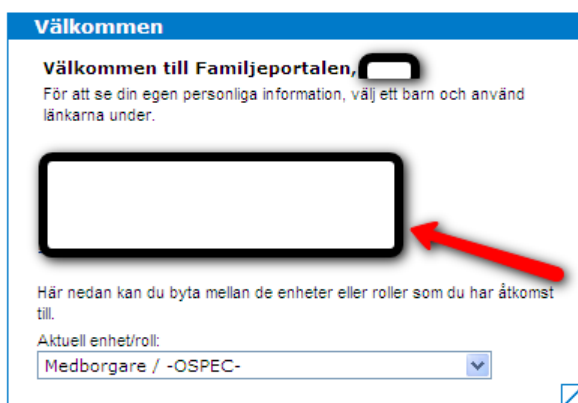 Välkommen
Välkommen till Familjeportalen,
För att se din egen personliga information, välj ett barn och använd
länkarna under.
Här nedan kan du byta mellan de enheter eller roller som du har åtkomst
till.
Aktuell enhet/roll:
Medborgare / -OSPEC-